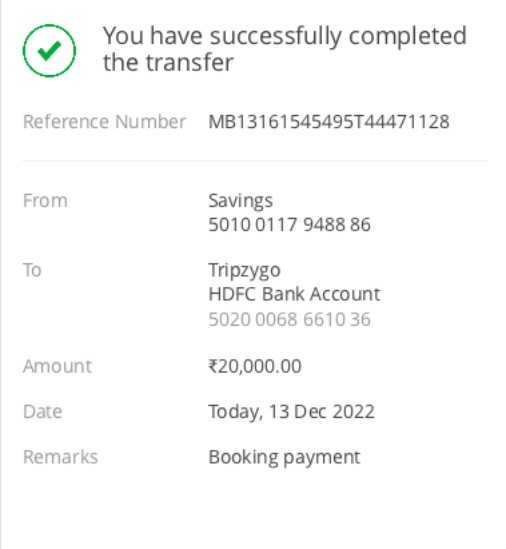 You have successfully completed
the transfer
Reference Number MB13161545495T44471128
From Savings
5010 0117 9488 86
To Tripzygo
HDFC Bank Account
5020 0068 6610 36
Amount ₹20,000.00
Date Today, 13 Dec 2022
Remarks Booking payment